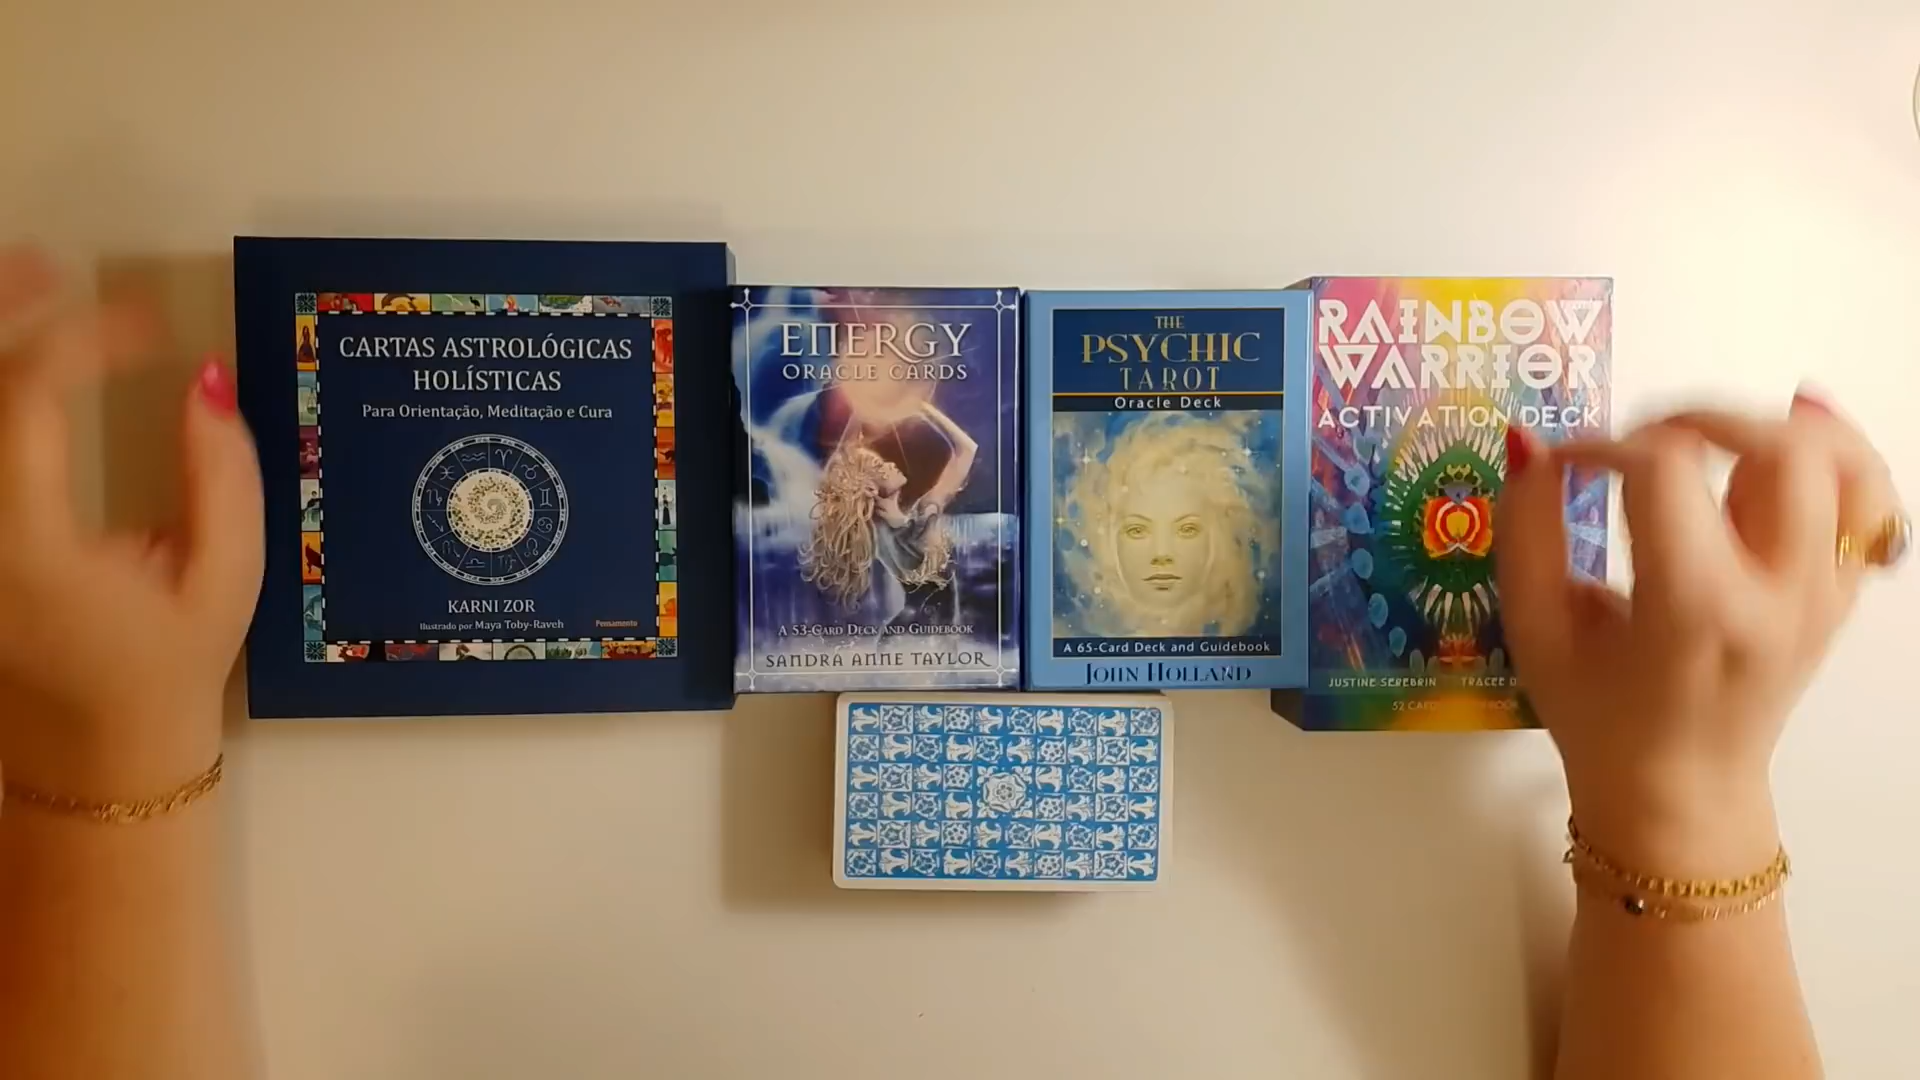 CARTAS ASTROLÓGICAS
HOLÍSTICAS
Para Orientação, Meditação e Cura
KARNI ZOR
Ilustrado por Maya Toby-Raveh
Pensamento
ENERGY
ORACLE CARDS
A 53-CARD DECK AND GUIDEBOOK
SANDRA ANNE TAYLOR
THE
PSYCHIC
TAROT
Oracle Deck
A 65-Card Deck and Guidebook
JOHN HOLLAND
RAINBOW
WARRIOR
ACTIVATION DECK
JUSTINE SEREBRIN TRACEE
52